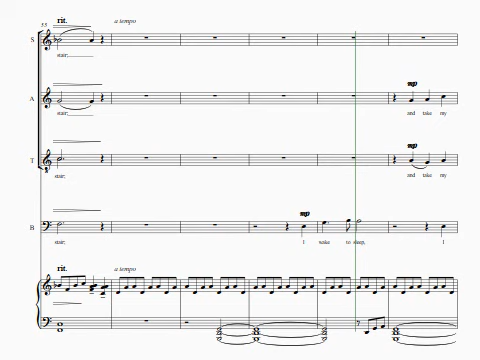 53
rit.
a tempo
S
stair;
mp
A
stair;
and take my
mp
T
stair;
and take my
mp
B
stair;
I wake to sleep,
I
rit.
a tempo